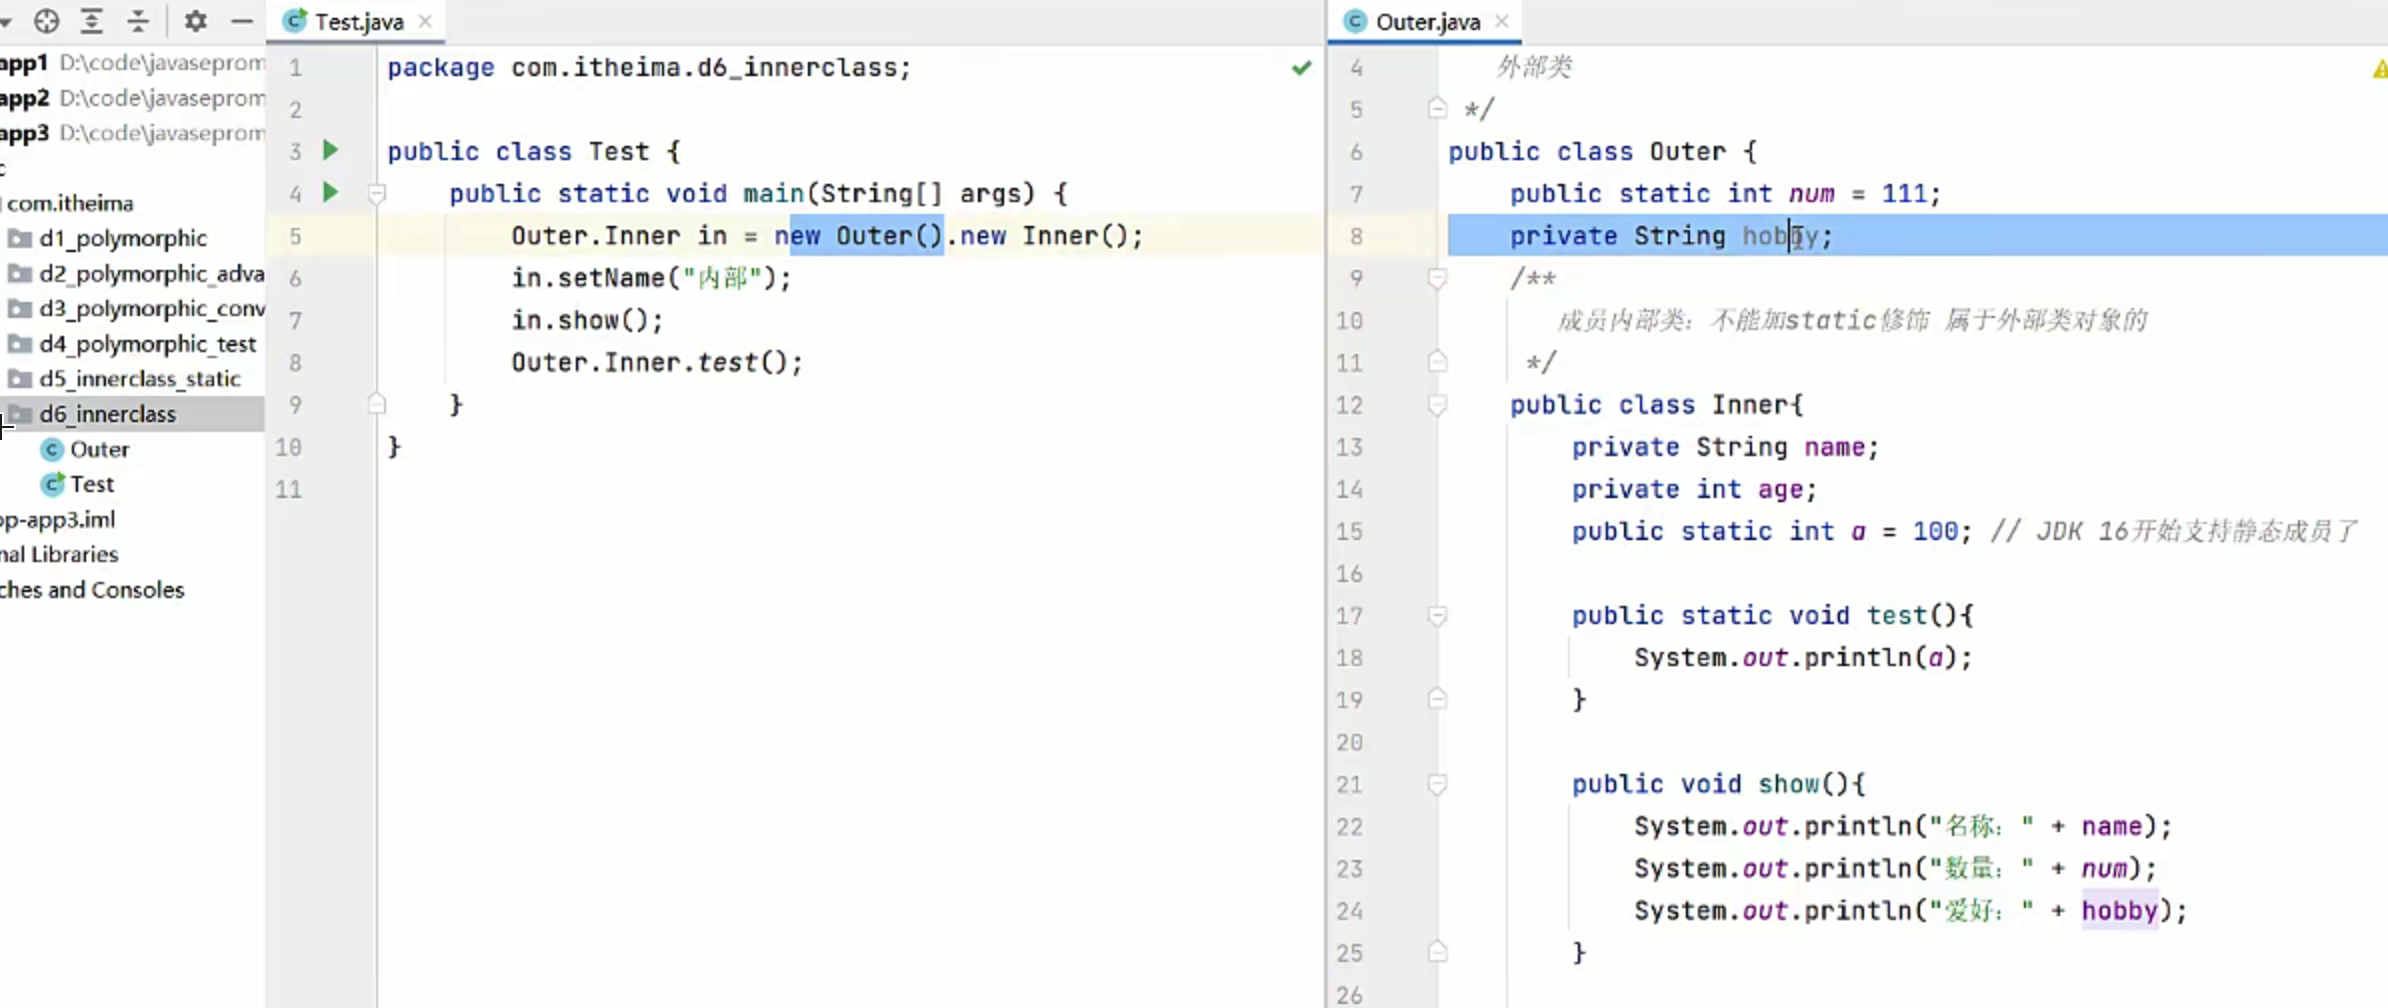 app1 D:\code\javaseprom
app2 D:\code\javaseprom
app3 D:\code\javaseprom
c
com.itheima
d1_polymorphic
d2_polymorphic_adva
d3_polymorphic_conv
d4_polymorphic_test
d5_innerclass_static
d6_innerclass
Outer
Test
op-app3.iml
nal Libraries
ches and Consoles
Test.java
1 package com.itheima.d6_innerclass;
2
3 public class Test {
4 public static void main(String[] args) {
5 Outer.Inner in = new Outer().new Inner();
6 in.setName("内部");
7 in.show();
8 Outer.Inner.test();
9 }
10 }
11
Outer.java
4 外部类
5 */
6 public class Outer {
7 public static int num = 111;
8 private String hobby;
9 /**
10 成员内部类：不能加static修饰 属于外部类对象的
11 */
12 public class Inner{
13 private String name;
14 private int age;
15 public static int a = 100; // JDK 16开始支持静态成员了
16
17 public static void test(){
18 System.out.println(a);
19 }
20
21 public void show(){
22 System.out.println("名称：" + name);
23 System.out.println("数量：" + num);
24 System.out.println("爱好：" + hobby);
25 }
26